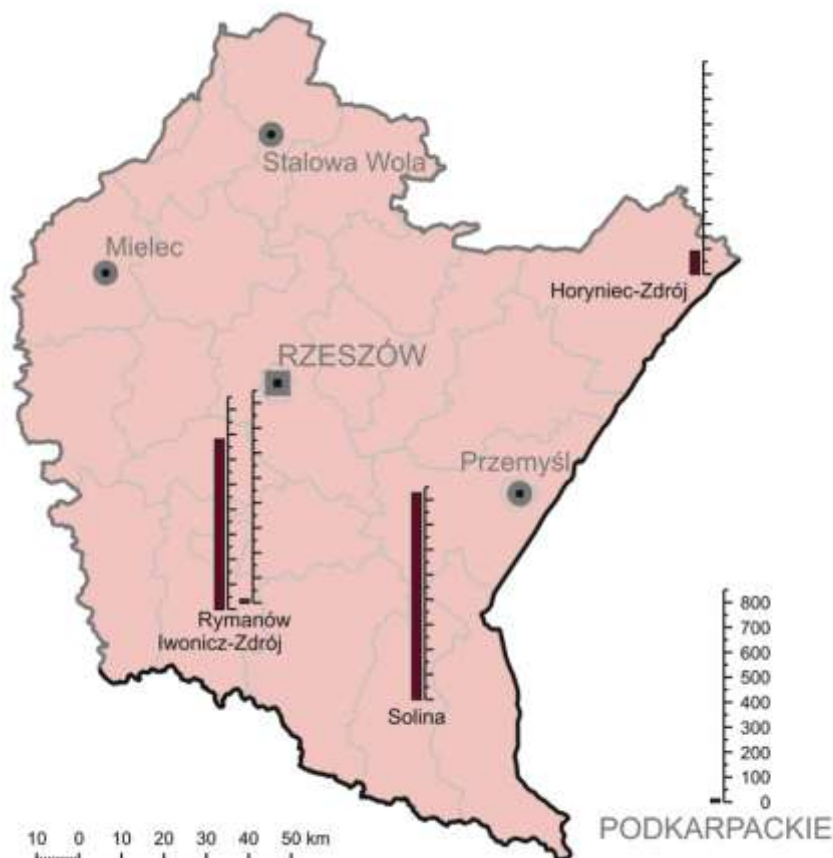 Stalowa Wola
Mielec
Horyniec-Zdrój
RZESZÓW
Przemyśl
Rymanów
Iwonicz-Zdrój
Solina
800
700
600
500
400
300
200
100
0
PODKARPACKIE
10 0 10 20 30 40 50 km